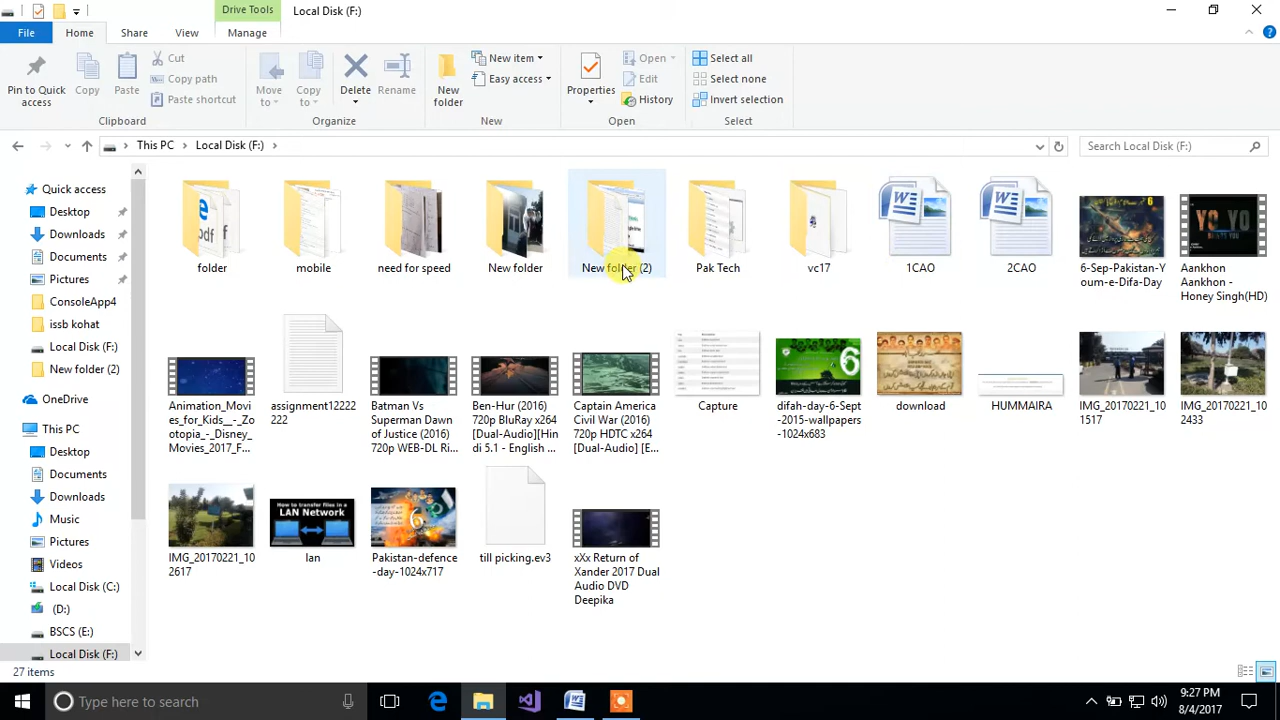 Drive Tools
Local Disk (F:)
File
Home
Share
View
Manage
Pin to Quick
access
Copy
Paste
Cut
Copy path
Paste shortcut
Clipboard
Move
to
Copy
to
Delete
Rename
Organize
New
folder
New item
Easy access
New
Properties
Open
Edit
History
Open
Select all
Select none
Invert selection
Select
This PC
Local Disk (F:)
Search Local Disk (F:)
Quick access
Desktop
Downloads
Documents
Pictures
ConsoleApp4
issb kohat
Local Disk (F:)
New folder (2)
OneDrive
This PC
Desktop
Documents
Downloads
Music
Pictures
Videos
Local Disk (C:)
(D:)
BSCS (E:)
Local Disk (F:)
folder
mobile
need for speed
New folder
New folder (2)
Pak Tech
vc17
1CAO
2CAO
6-Sep-Pakistan-Y
oum-e-Difa-Day
Aankhon
Aankhon -
Honey Singh(HD)
YO YO
Animation_Movi
es_for_Kids__-_Zo
otopia_-_Disney_
Movies_2017_F...
assignment12222
222
Batman Vs
Superman Dawn
of Justice (2016)
720p WEB-DL Ri...
Ben-Hur (2016)
720p BluRay x264
[Dual-Audio][Hin
di 5.1 - English ...
Captain America
Civil War (2016)
720p HDTC x264
[Dual-Audio] [E...
Capture
difah-day-6-Sept
-2015-wallpapers
-1024x683
download
HUMMAIRA
IMG_20170221_10
1517
IMG_20170221_10
2433
IMG_20170221_10
2617
How to transfer files in a
LAN Network
lan
Pakistan-defence
-day-1024x717
till picking.ev3
xXx Return of
Xander 2017 Dual
Audio DVD
Deepika
27 items
Type here to search
9:27 PM
8/4/2017